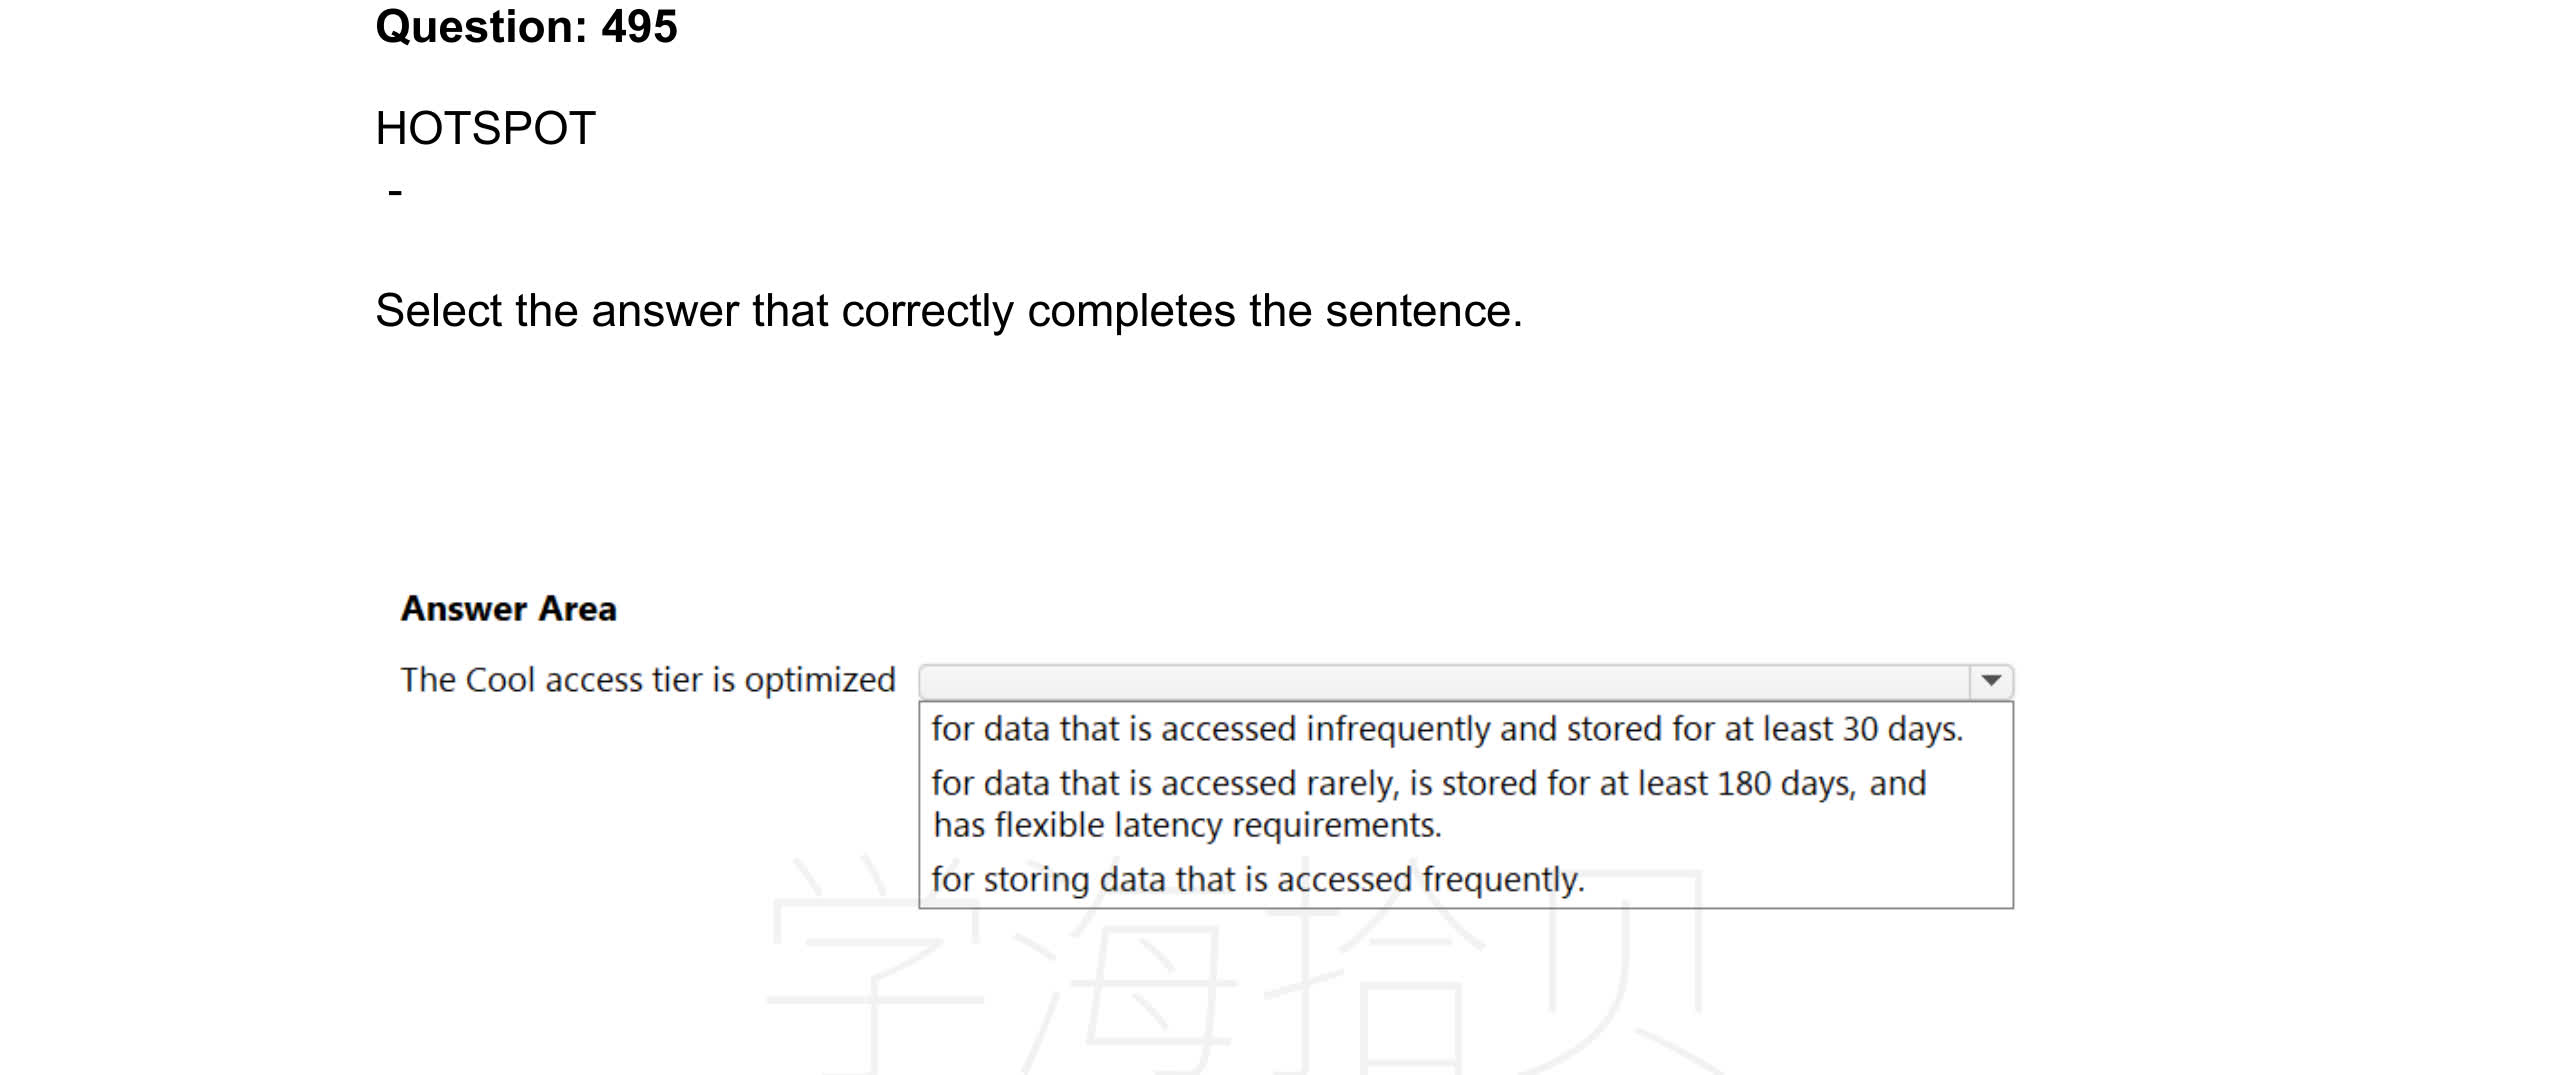 Question: 495
HOTSPOT
-
Select the answer that correctly completes the sentence.
Answer Area
The Cool access tier is optimized
for data that is accessed infrequently and stored for at least 30 days.
for data that is accessed rarely, is stored for at least 180 days, and
has flexible latency requirements.
for storing data that is accessed frequently.
学海拾贝